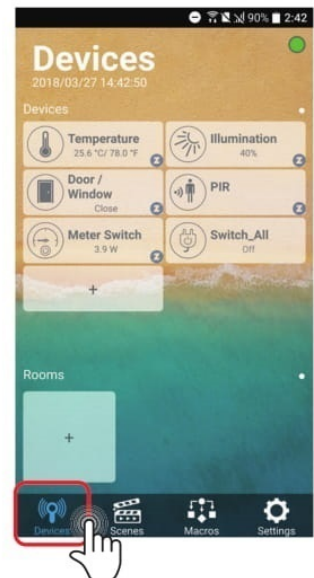 90% 2:42
Devices
2018/03/27 14:42:50
Devices
Temperature
25.6 °C/ 78.0 °F
Z
Illumination
40%
Z
Door /
Window
Close
Z
PIR
Z
Meter Switch
3.9 W
Z
Switch_All
Off
+
Rooms
+
Devices
Scenes
Macros
Settings